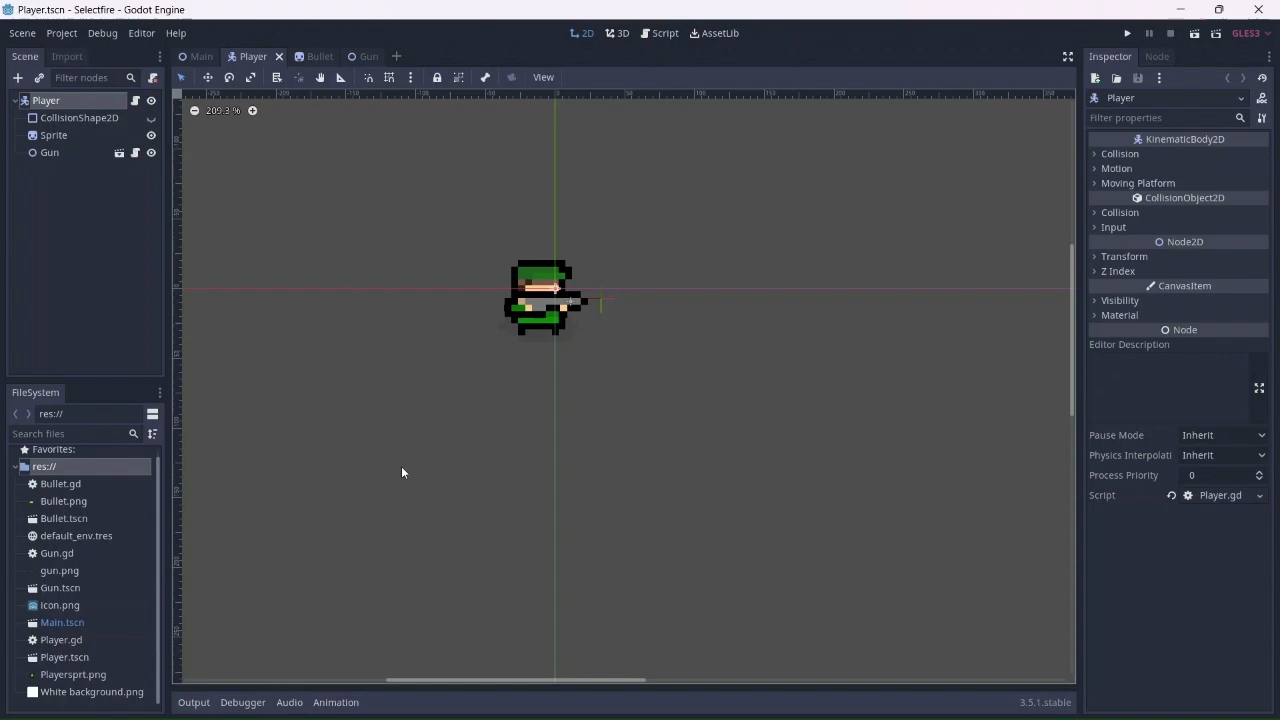 Player.tscn - Selectfire - Godot Engine
Scene Project Debug Editor Help
2D 3D Script AssetLib
GLES3
Scene Import
Main Player Bullet Gun
Inspector Node
Filter nodes
View
Player
CollisionShape2D
Sprite
Gun
209.3 %
Player
Filter properties
KinematicBody2D
Collision
Motion
Moving Platform
CollisionObject2D
Collision
Input
Node2D
Transform
Z Index
CanvasItem
Visibility
Material
Node
Editor Description
Pause Mode Inherit
Physics Interpolati Inherit
Process Priority 0
Script Player.gd
FileSystem
res://
Search files
Favorites:
res://
Bullet.gd
Bullet.png
Bullet.tscn
default_env.tres
Gun.gd
gun.png
Gun.tscn
icon.png
Main.tscn
Player.gd
Player.tscn
Playersprt.png
White background.png
Output Debugger Audio Animation
3.5.1.stable